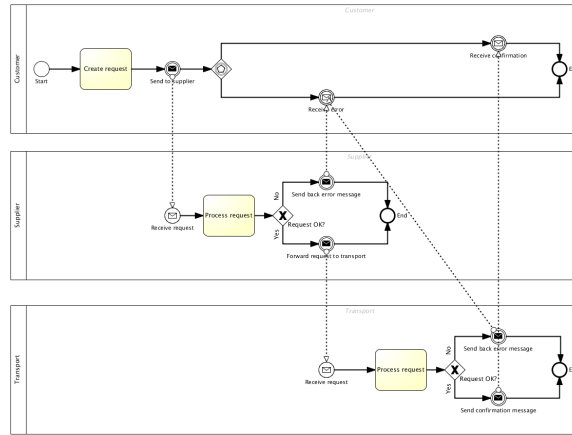 Customer
Customer
Receive confirmation
Create request
Start
Send to supplier
E
Receive error
Supplier
Supplier
No
Send back error message
Process request
End
Receive request
Request OK?
Yes
Forward request to transport
Transport
Transport
No
Send back error message
Process request
E
Receive request
Request OK?
Yes
Send confirmation message